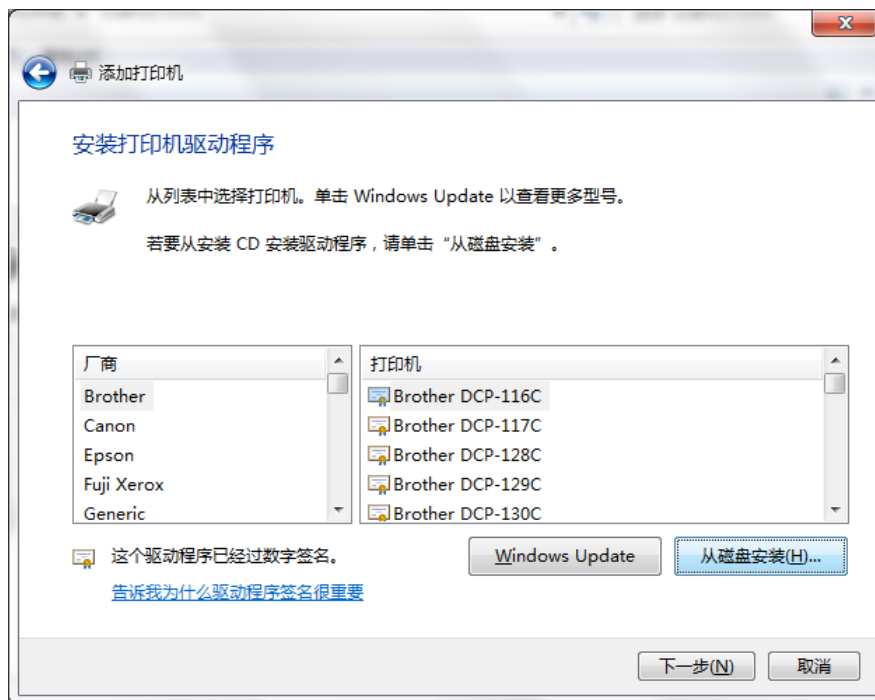 添加打印机
安装打印机驱动程序
从列表中选择打印机。单击 Windows Update 以查看更多型号。
若要从安装 CD 安装驱动程序，请单击“从磁盘安装”。
厂商
Brother
Canon
Epson
Fuji Xerox
Generic
打印机
Brother DCP-116C
Brother DCP-117C
Brother DCP-128C
Brother DCP-129C
Brother DCP-130C
这个驱动程序已经过数字签名。
告诉我为什么驱动程序签名很重要
Windows Update
从磁盘安装(H)...
下一步(N)
取消